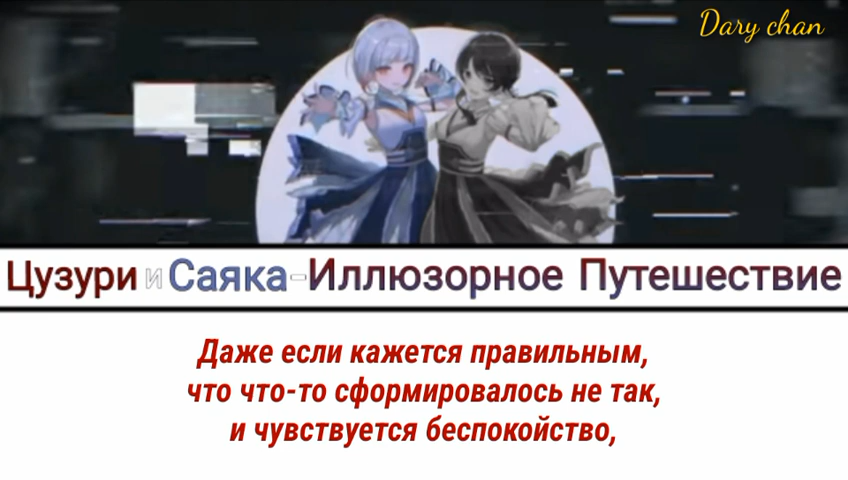 Dary chan
Цузури и Саяка-Иллюзорное Путешествие
Даже если кажется правильным,
что что-то сформировалось не так,
и чувствуется беспокойство,